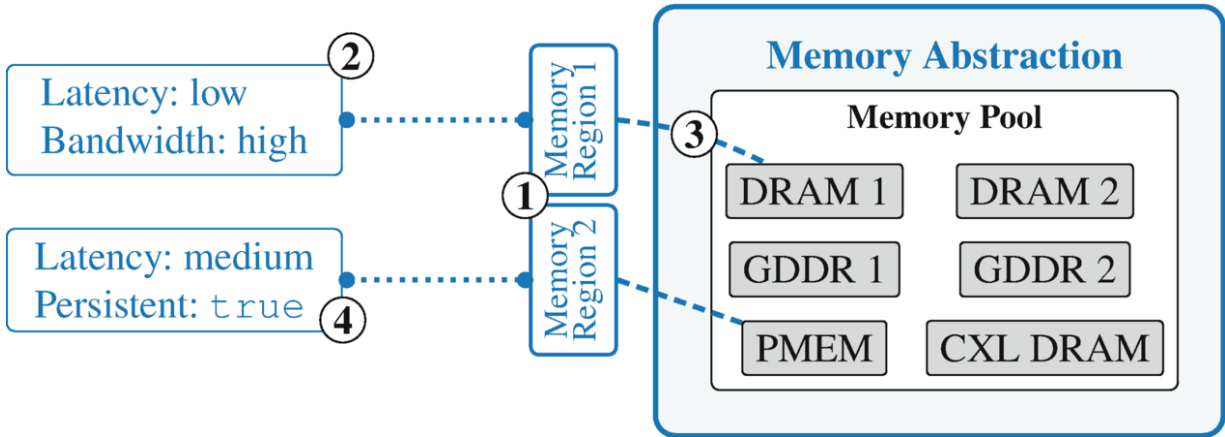 2
Latency: low
Bandwidth: high
Memory
Region 1
1
Latency: medium
Persistent: true
4
Memory
Region 2
3
Memory Abstraction
Memory Pool
DRAM 1
DRAM 2
GDDR 1
GDDR 2
PMEM
CXL DRAM